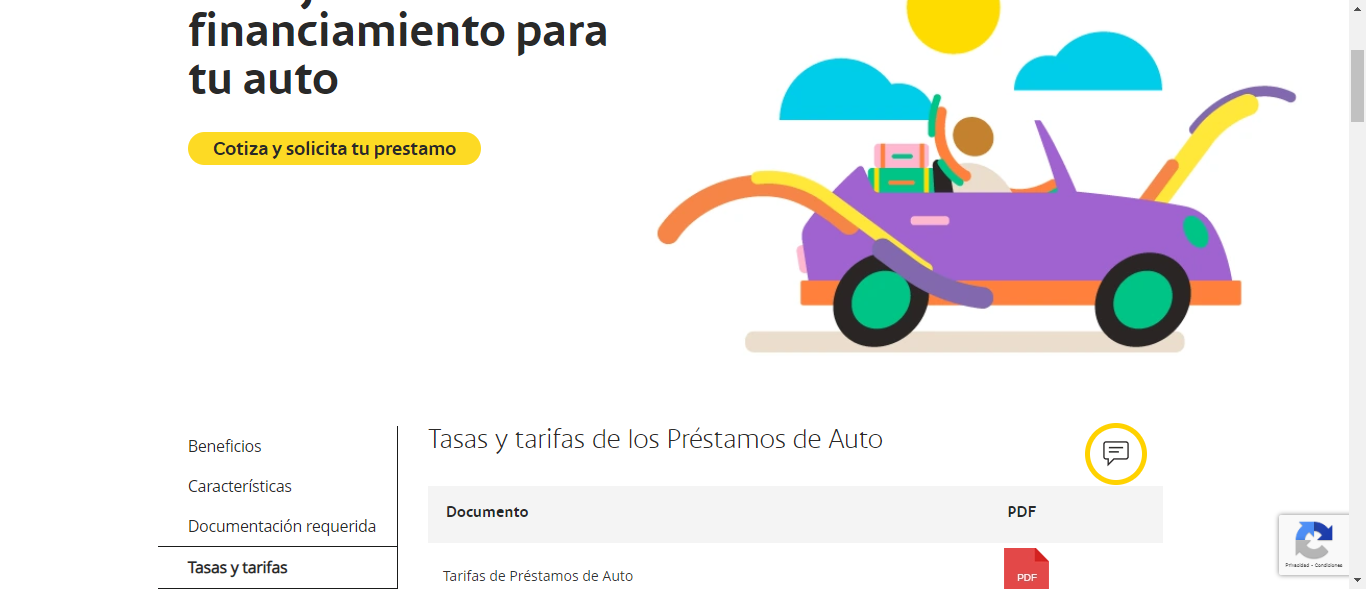 financiamiento para
tu auto
Cotiza y solicita tu prestamo
Beneficios
Características
Documentación requerida
Tasas y tarifas
Tasas y tarifas de los Préstamos de Auto
Documento PDF
Tarifas de Préstamos de Auto PDF
Privacidad - Condiciones